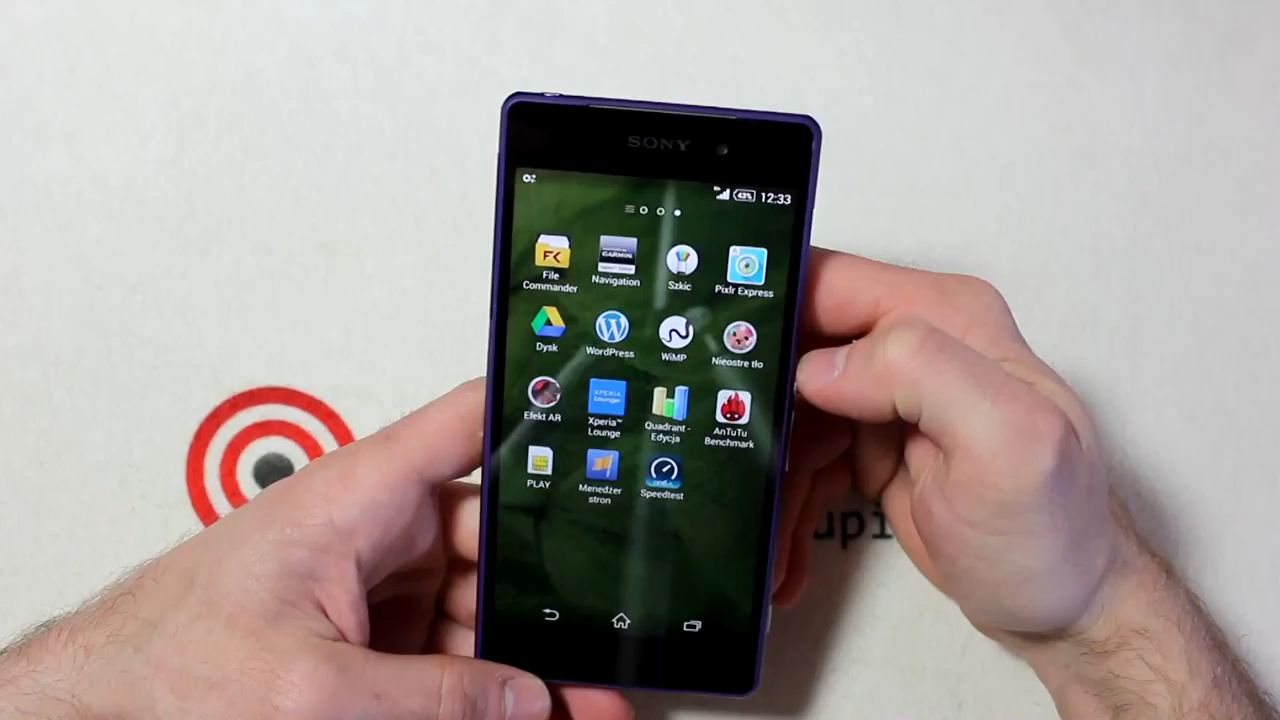 SONY
43% 12:33
File
Commander
GARMIN
Navigation
Szkic
Pixlr Express
Dysk
WordPress
WiMP
Nieostre tło
Efekt AR
XPERIA
Lounge
Xperia™
Lounge
Quadrant -
Edycja
AnTuTu
Benchmark
PLAY
Menedżer
stron
Speedtest
upi